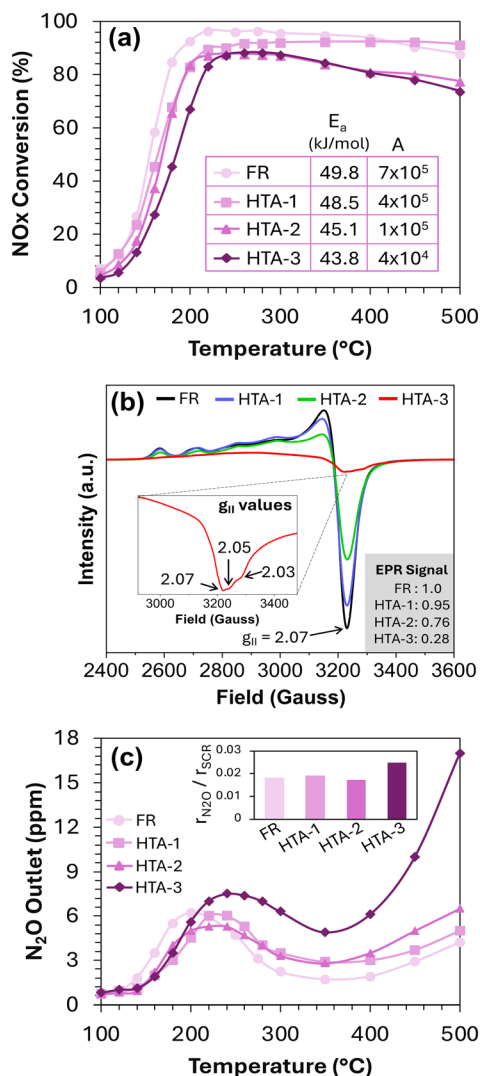 (a)
NOx Conversion (%)
100
80
60
40
20
0
Eₐ
(kJ/mol)
A
FR 49.8 7x10⁵
HTA-1 48.5 4x10⁵
HTA-2 45.1 1x10⁵
HTA-3 43.8 4x10⁴
100 200 300 400 500
Temperature (°C)
(b)
FR HTA-1 HTA-2 HTA-3
Intensity (a.u.)
g_II values
2.05
2.07
2.03
3000 3200 3400
Field (Gauss)
g_II = 2.07
EPR Signal
FR : 1.0
HTA-1: 0.95
HTA-2: 0.76
HTA-3: 0.28
2400 2600 2800 3000 3200 3400 3600
Field (Gauss)
(c)
N₂O Outlet (ppm)
18
15
12
9
6
3
0
FR
HTA-1
HTA-2
HTA-3
r_N2O / r_SCR
0.03
0.02
0.01
0
FR HTA-1 HTA-2 HTA-3
100 200 300 400 500
Temperature (°C)